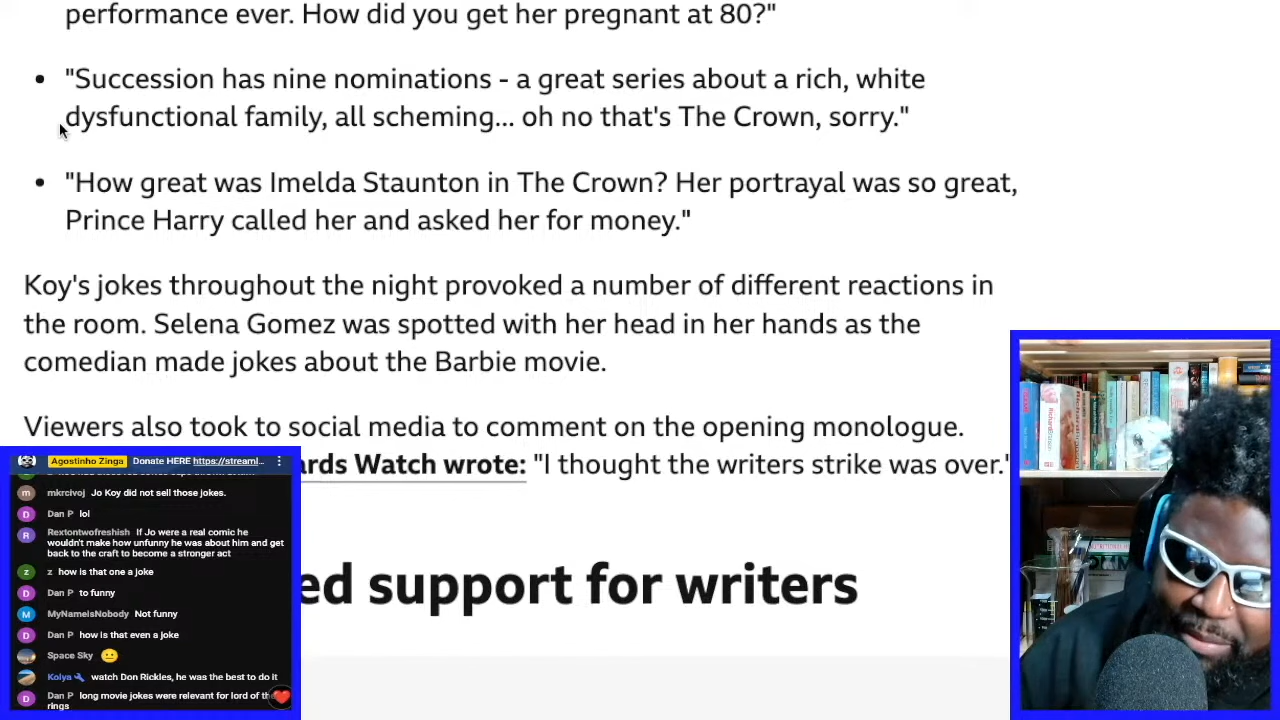 performance ever. How did you get her pregnant at 80?"
• "Succession has nine nominations - a great series about a rich, white
dysfunctional family, all scheming... oh no that's The Crown, sorry."
• "How great was Imelda Staunton in The Crown? Her portrayal was so great,
Prince Harry called her and asked her for money."
Koy's jokes throughout the night provoked a number of different reactions in
the room. Selena Gomez was spotted with her head in her hands as the
comedian made jokes about the Barbie movie.
Viewers also took to social media to comment on the opening monologue.
ards Watch wrote: "I thought the writers strike was over."
ed support for writers
Agostinho Zinga Donate HERE https://streaml...
mkrcivoj Jo Koy did not sell those jokes.
Dan P lol
Rextontwofreshish If Jo were a real comic he
wouldn't make how unfunny he was about him and get
back to the craft to become a stronger act
z how is that one a joke
Dan P to funny
MyNameIsNobody Not funny
Dan P how is that even a joke
Space Sky 😐
Kolya watch Don Rickles, he was the best to do it
Dan P long movie jokes were relevant for lord of the
rings